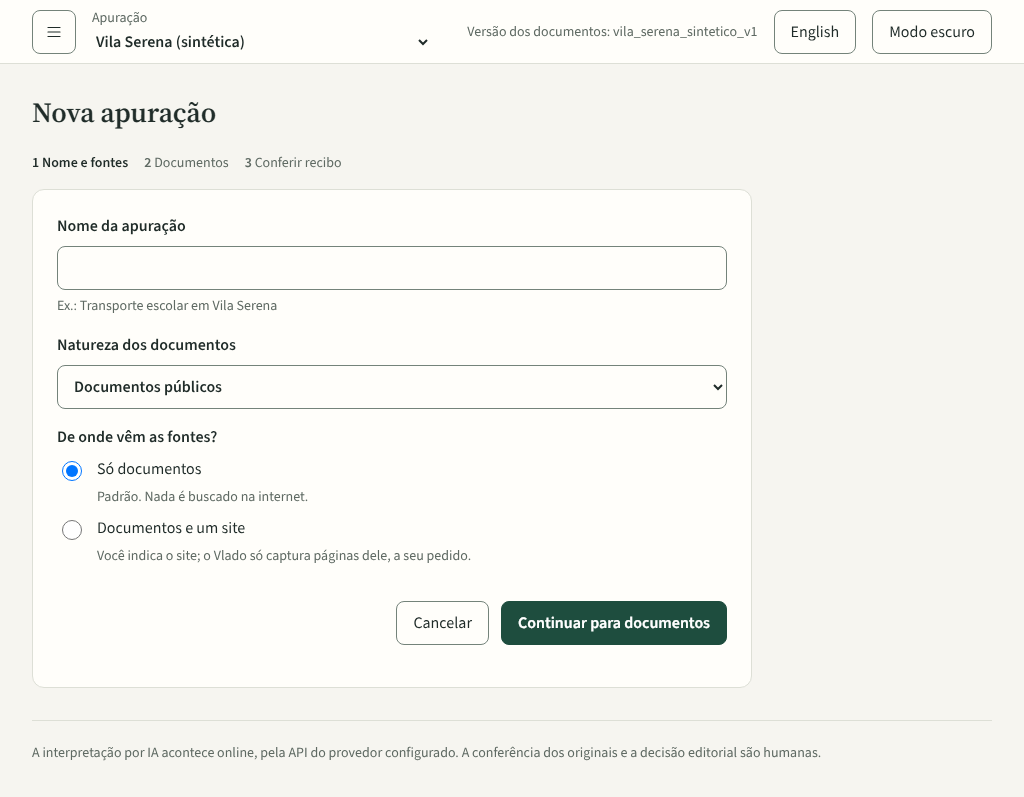 Apuração
Vila Serena (sintética)
Versão dos documentos: vila_serena_sintetico_v1
English
Modo escuro
Nova apuração
1 Nome e fontes 2 Documentos 3 Conferir recibo
Nome da apuração
Ex.: Transporte escolar em Vila Serena
Natureza dos documentos
Documentos públicos
De onde vêm as fontes?
Só documentos
Padrão. Nada é buscado na internet.
Documentos e um site
Você indica o site; o Vlado só captura páginas dele, a seu pedido.
Cancelar
Continuar para documentos
A interpretação por IA acontece online, pela API do provedor configurado. A conferência dos originais e a decisão editorial são humanas.